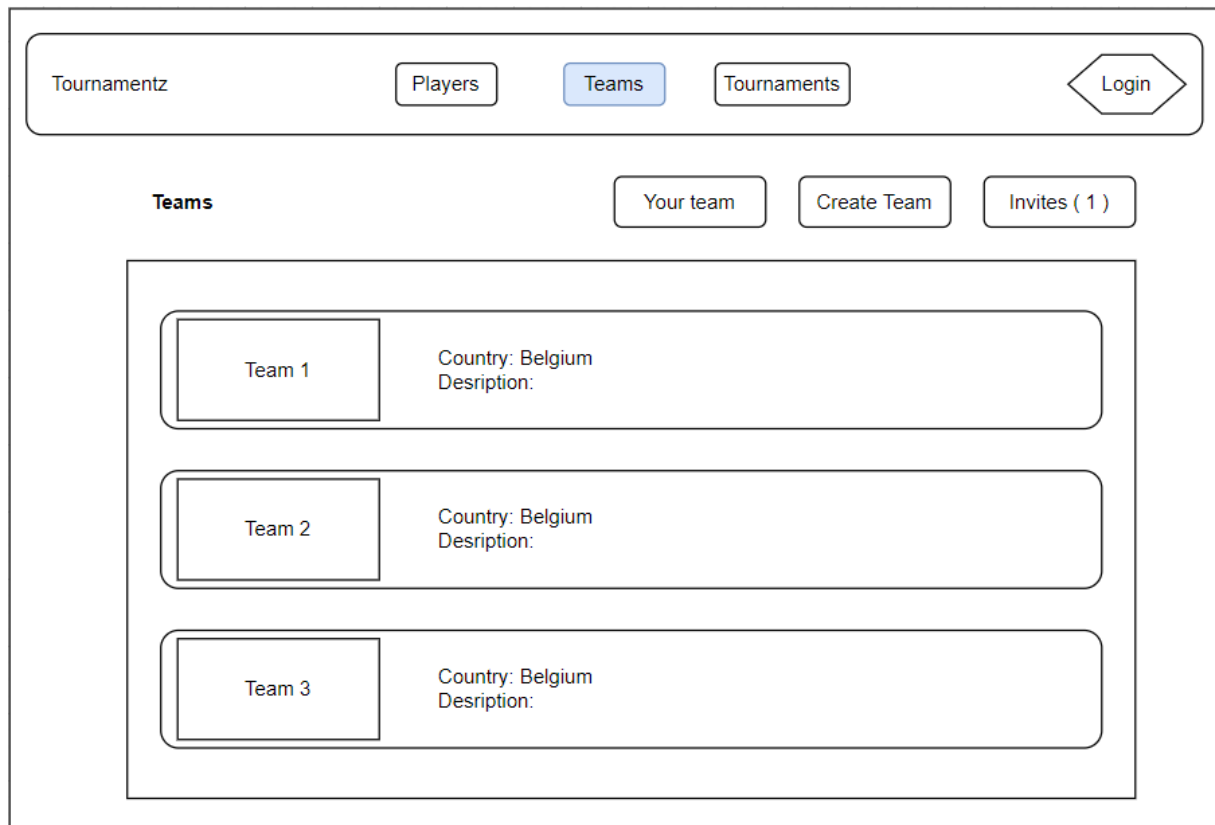 Tournamentz
Players
Teams
Tournaments
Login
Teams
Your team
Create Team
Invites ( 1 )
Team 1
Country: Belgium
Desription:
Team 2
Country: Belgium
Desription:
Team 3
Country: Belgium
Desription: